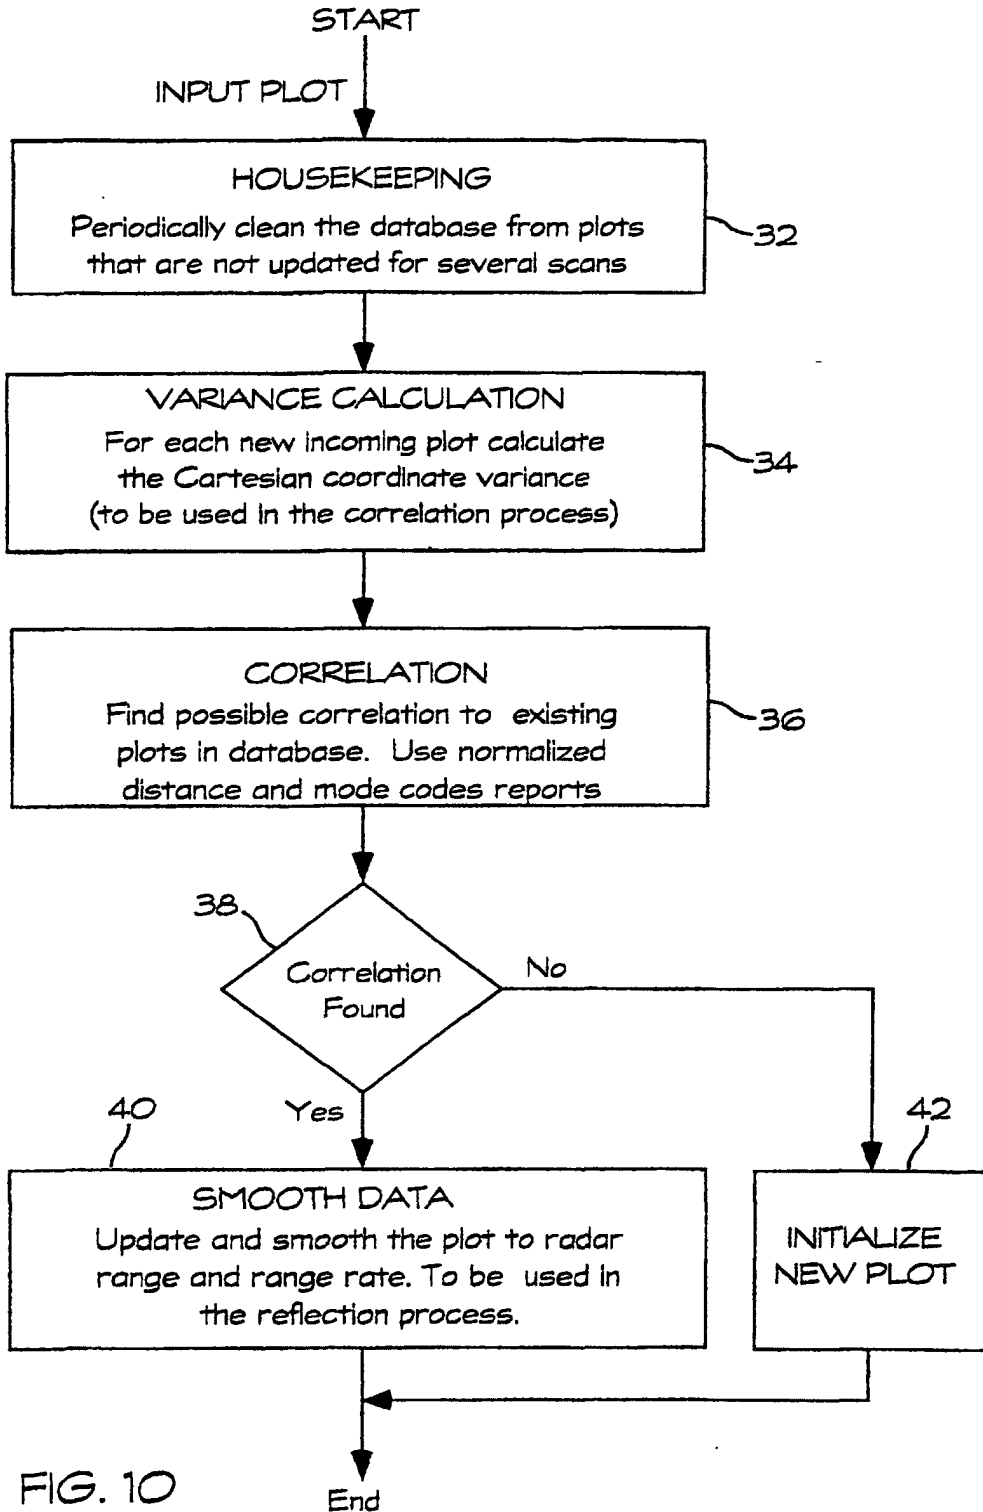 START
INPUT PLOT
HOUSEKEEPING
Periodically clean the database from plots
that are not updated for several scans
32
VARIANCE CALCULATION
For each new incoming plot calculate
the Cartesian coordinate variance
(to be used in the correlation process)
34
CORRELATION
Find possible correlation to existing
plots in database. Use normalized
distance and mode codes reports
36
38
Correlation
Found
No
Yes
40
SMOOTH DATA
Update and smooth the plot to radar
range and range rate. To be used in
the reflection process.
42
INITIALIZE
NEW PLOT
FIG. 10
End